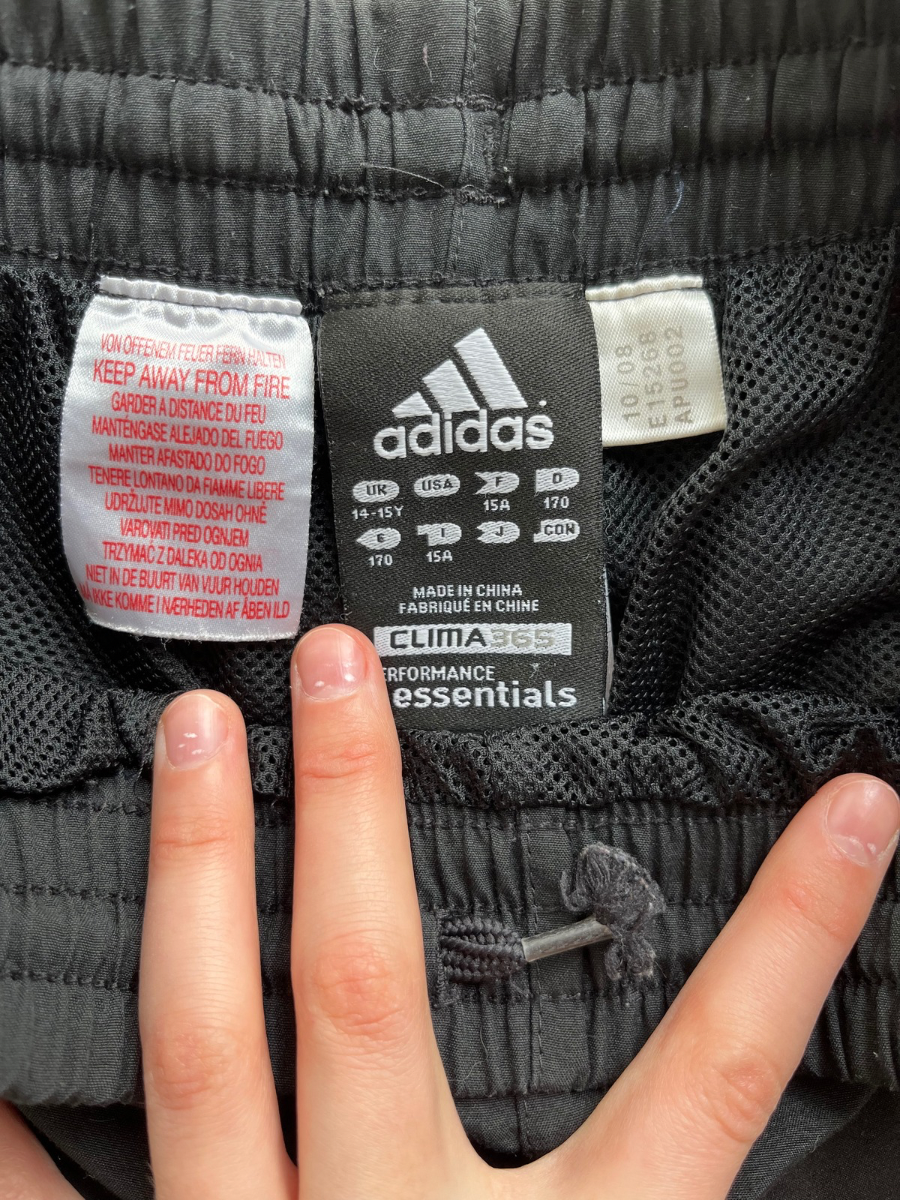 VON OFFENEM FEUER FERN HALTEN
KEEP AWAY FROM FIRE
GARDER A DISTANCE DU FEU
MANTENGASE ALEJADO DEL FUEGO
MANTER AFASTADO DO FOGO
TENERE LONTANO DA FIAMME LIBERE
UDRŽUJTE MIMO DOSAH OHNĚ
VAROVATI PRED OGNJEM
TRZYMAĆ Z DALEKA OD OGNIA
NIET IN DE BUURT VAN VUUR HOUDEN
IKKE KOMME I NÆRHEDEN AF ÅBEN ILD
adidas
UK USA F D
14-15Y 15A 170
E I J CON
170 15A
MADE IN CHINA
FABRIQUÉ EN CHINE
CLIMA365
ERFORMANCE
essentials
10/08
E15268
APU002